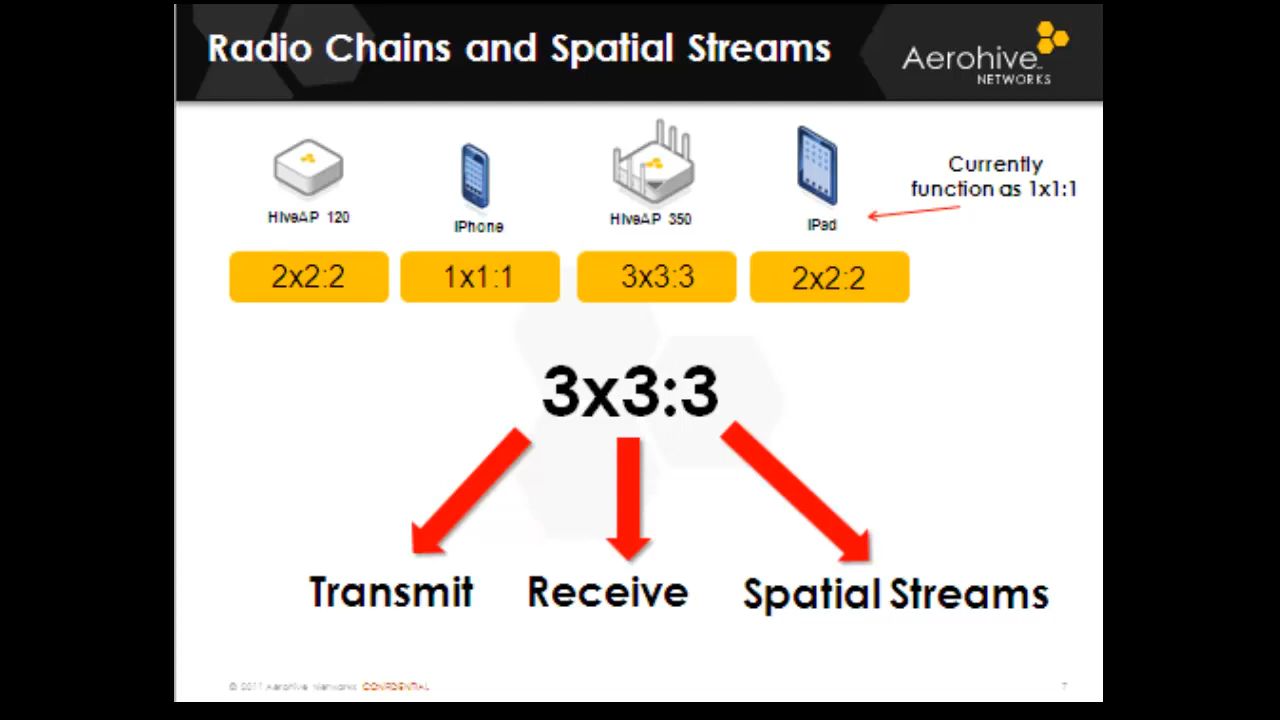 Radio Chains and Spatial Streams
Aerohive
NETWORKS
HiveAP 120
iPhone
HiveAP 350
iPad
Currently
function as 1x1:1
2x2:2
1x1:1
3x3:3
2x2:2
3x3:3
Transmit
Receive
Spatial Streams
© 2011 Aerohive Networks CONFIDENTIAL
7